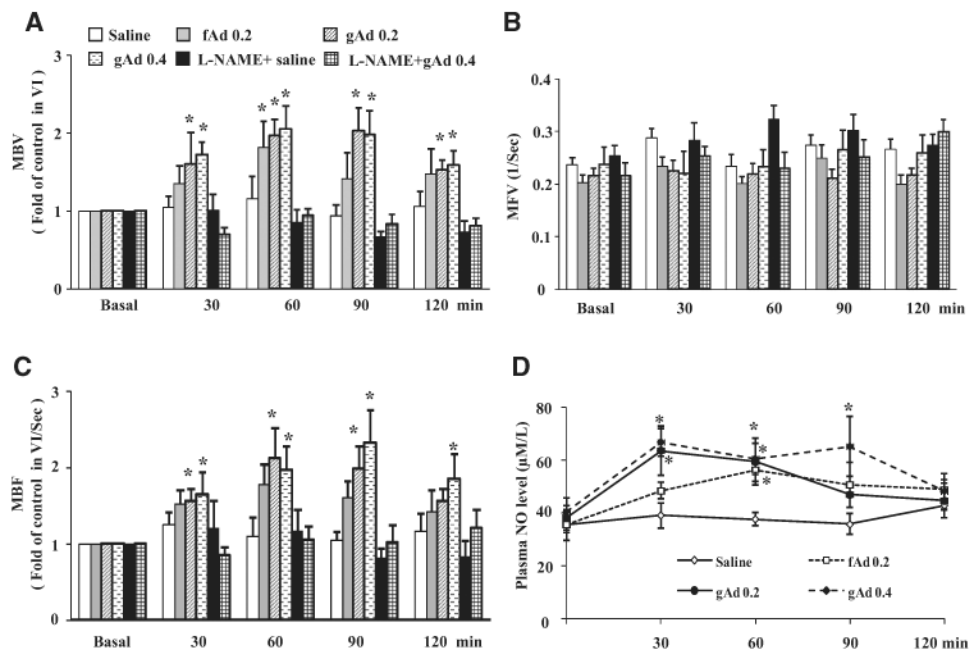 A
Saline fAd 0.2 gAd 0.2
gAd 0.4 L-NAME+ saline L-NAME+gAd 0.4
MBV
( Fold of control in VI )
3
2
1
0
* * * * * * * * *
Basal 30 60 90 120 min
B
MFV (1/Sec)
0.4
0.3
0.2
0.1
0
Basal 30 60 90 120 min
C
MBF
( Fold of control in VI/Sec)
3
2
1
0
* * * * * * *
Basal 30 60 90 120 min
D
Plasma NO level (µM/L)
80
60
40
20
0
* * * * * *
Saline fAd 0.2
gAd 0.2 gAd 0.4
30 60 90 120 min